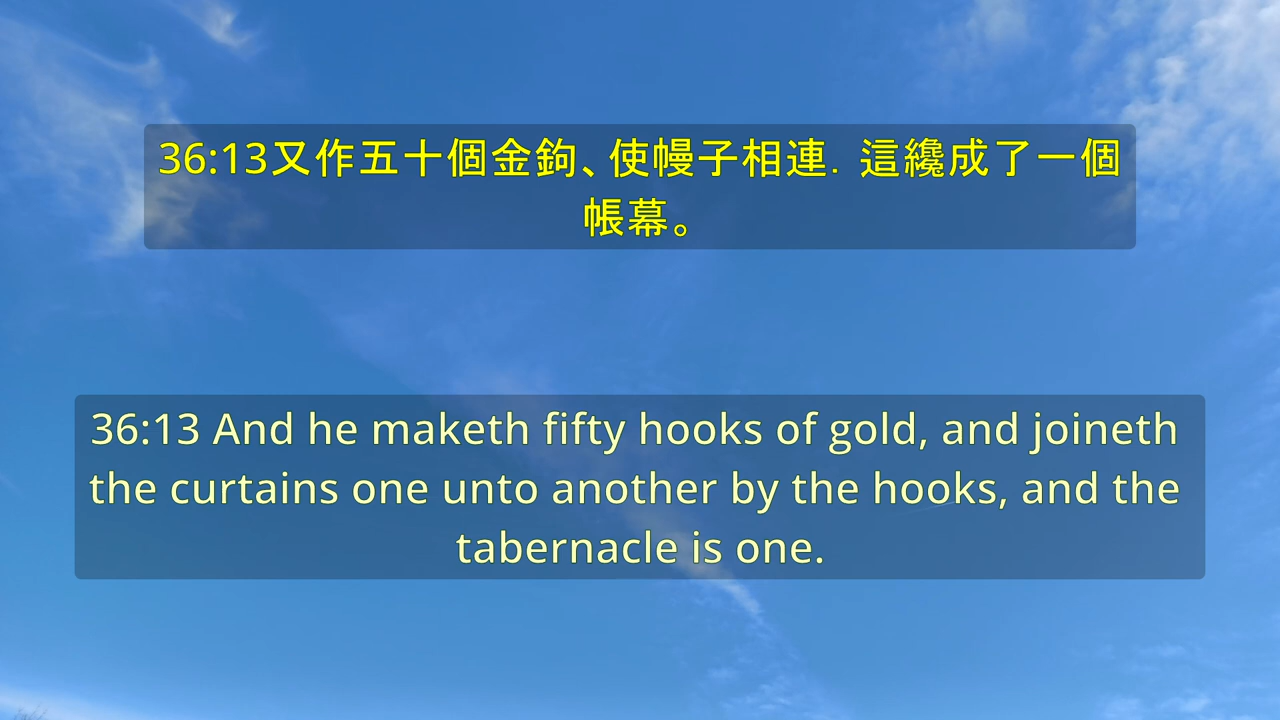 36:13又作五十個金鉤、使幔子相連．這纔成了一個
帳幕。
36:13 And he maketh fifty hooks of gold, and joineth
the curtains one unto another by the hooks, and the
tabernacle is one.